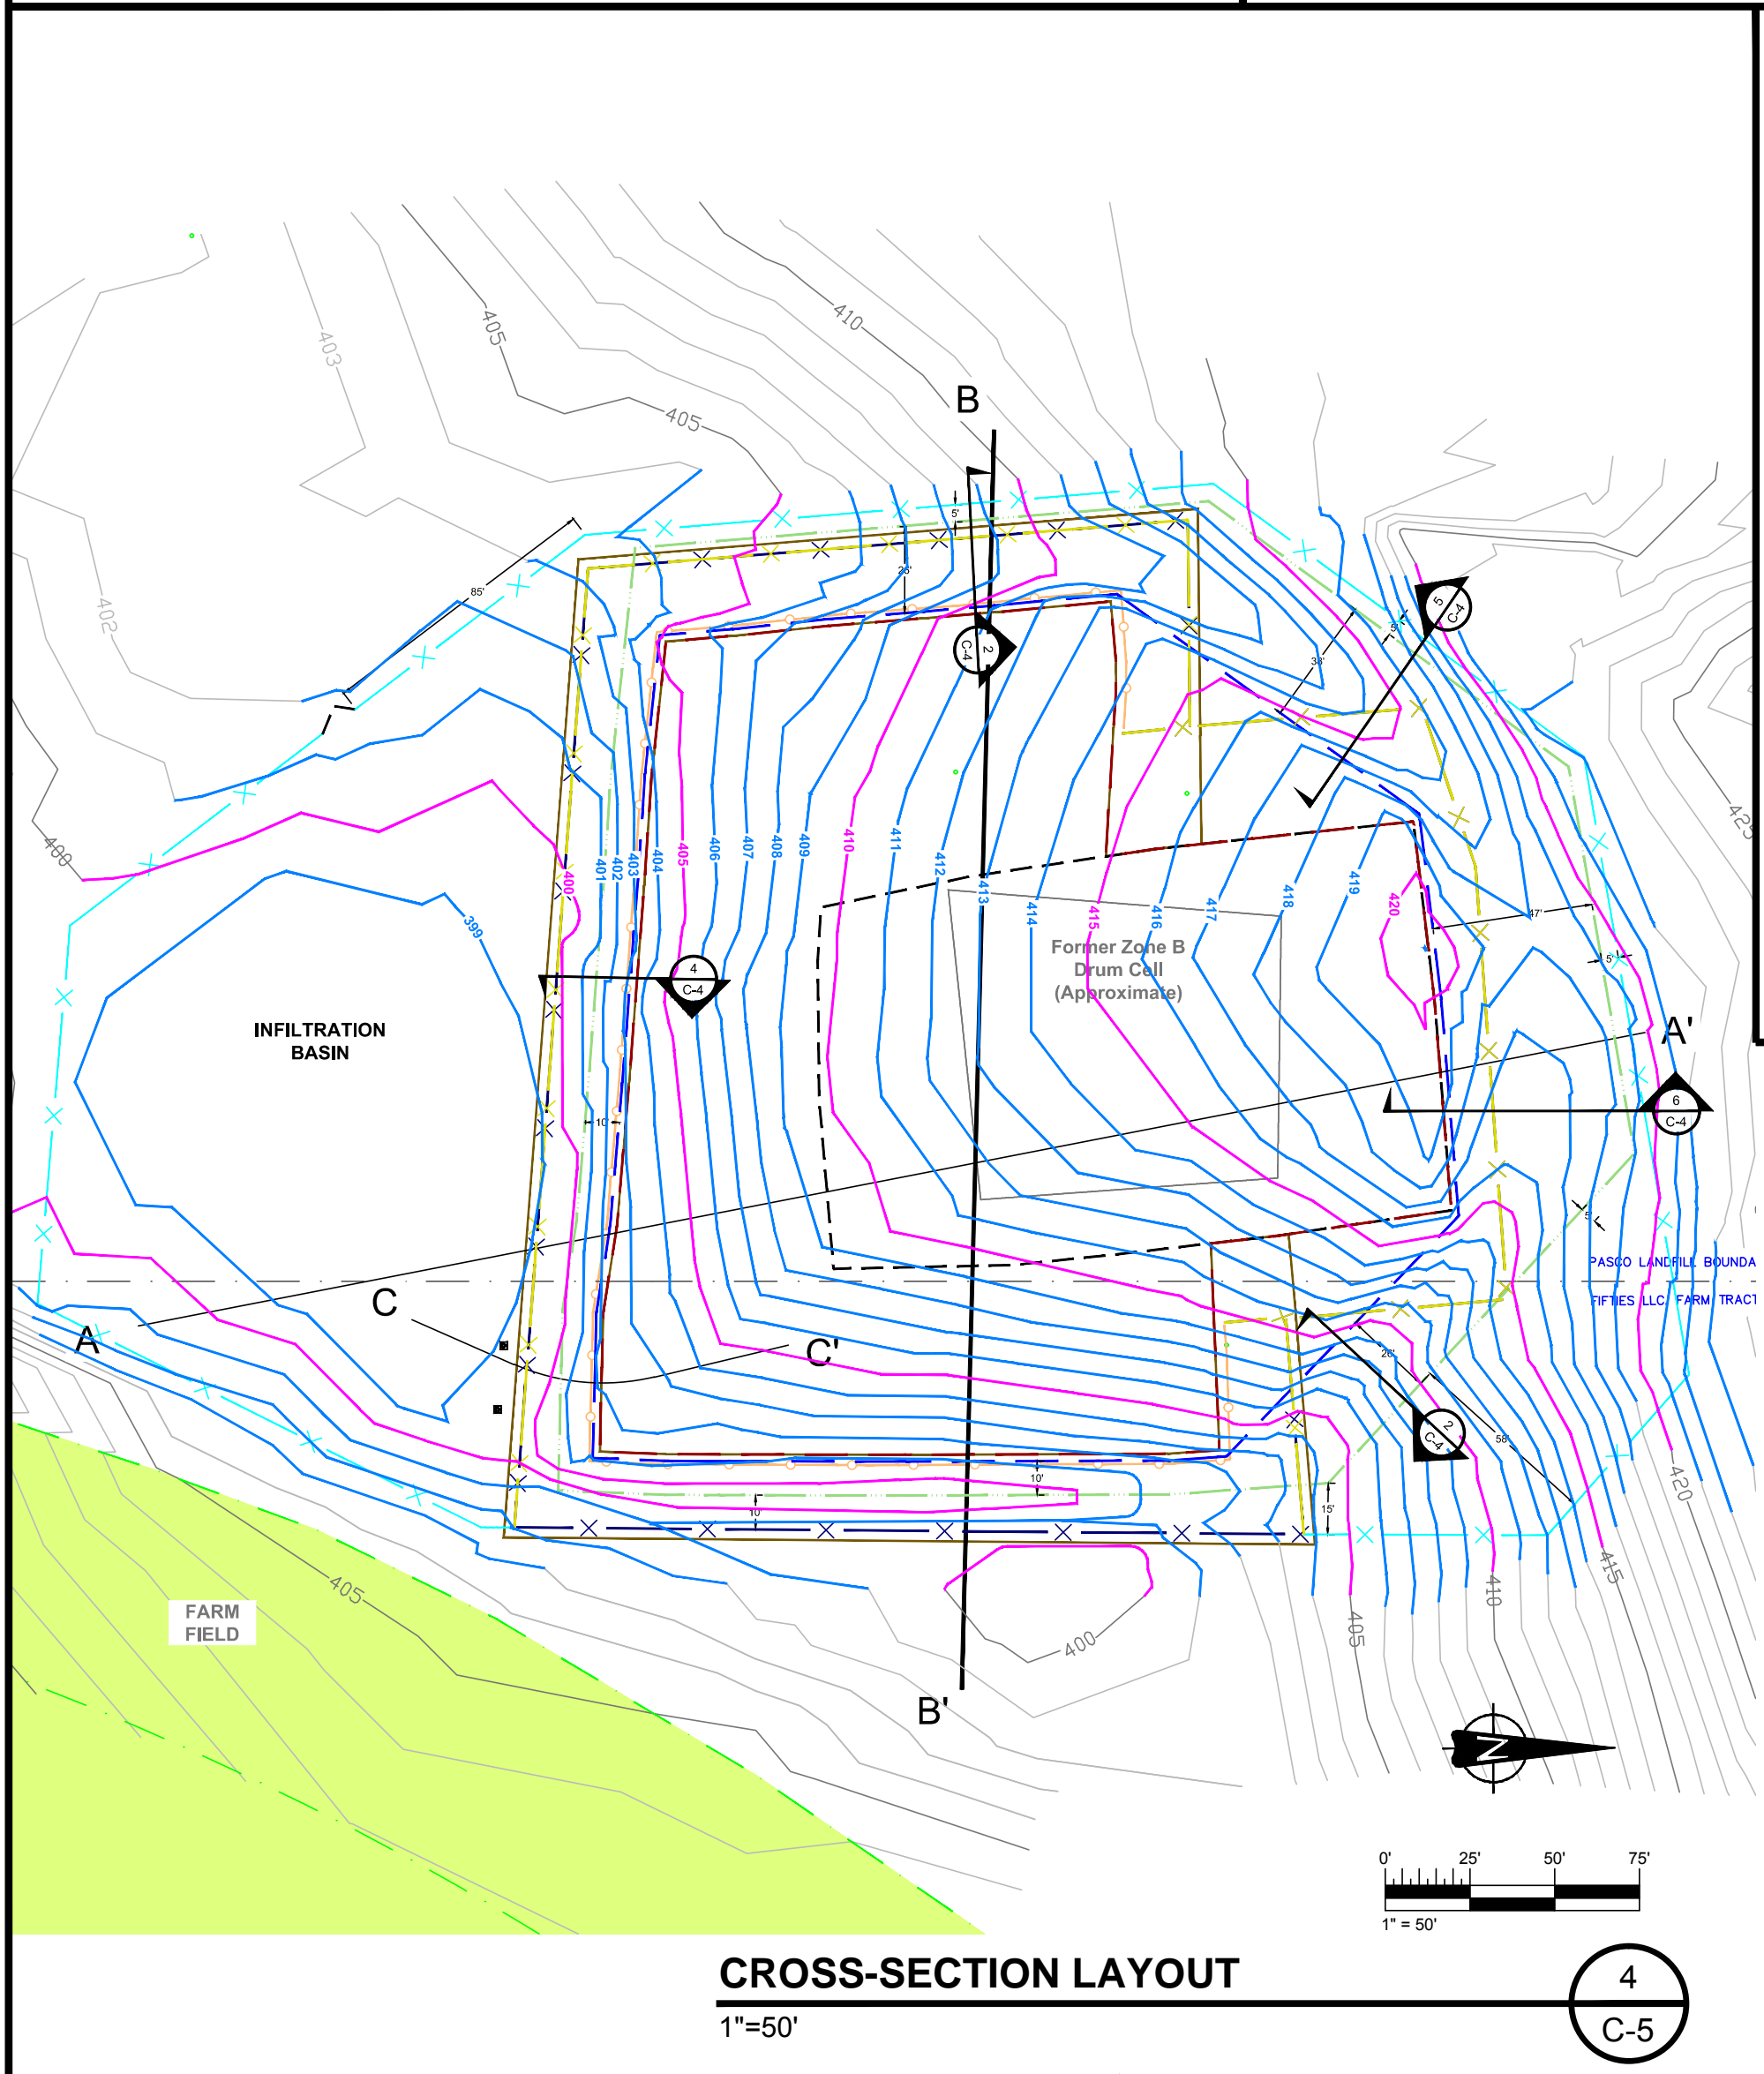 403
405
405
410
B
5'
25'
85'
402
2
C-4
5
C-4
5'
38'
400
425
399
400
401
402
403
404
405
406
407
408
409
410
411
412
413
414
415
416
417
418
419
420
47'
5'
Former Zone B
Drum Cell
(Approximate)
4
C-4
INFILTRATION
BASIN
A'
6
C-4
10'
5'
PASCO LANDFILL BOUNDA
FIFTIES LLC. FARM TRACT
C
A
C'
26'
58'
2
C-4
10'
10'
15'
420
415
410
405
400
405
FARM
FIELD
B'
N
0' 25' 50' 75'
1" = 50'
CROSS-SECTION LAYOUT
1"=50'
4
C-5